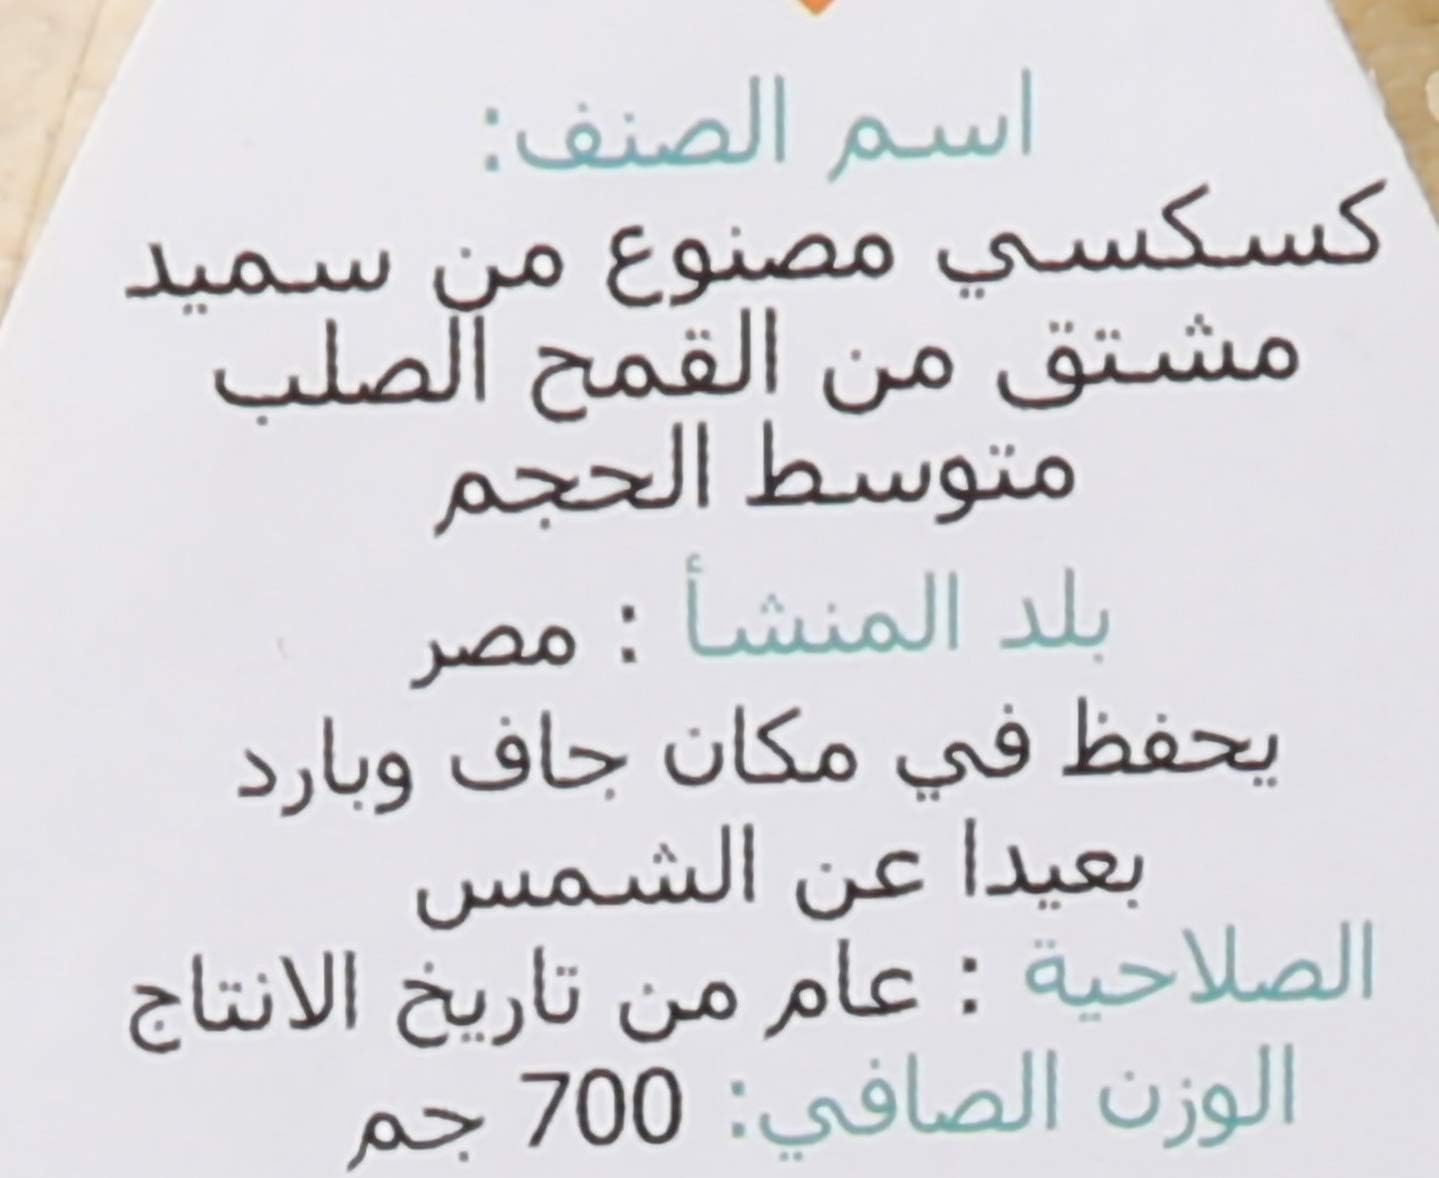 اسم الصنف:
كسكسي مصنوع من سميد
مشتق من القمح الصلب
متوسط الحجم
بلد المنشأ : مصر
يحفظ في مكان جاف وبارد
بعيدا عن الشمس
الصلاحية : عام من تاريخ الانتاج
الوزن الصافي: 700 جم